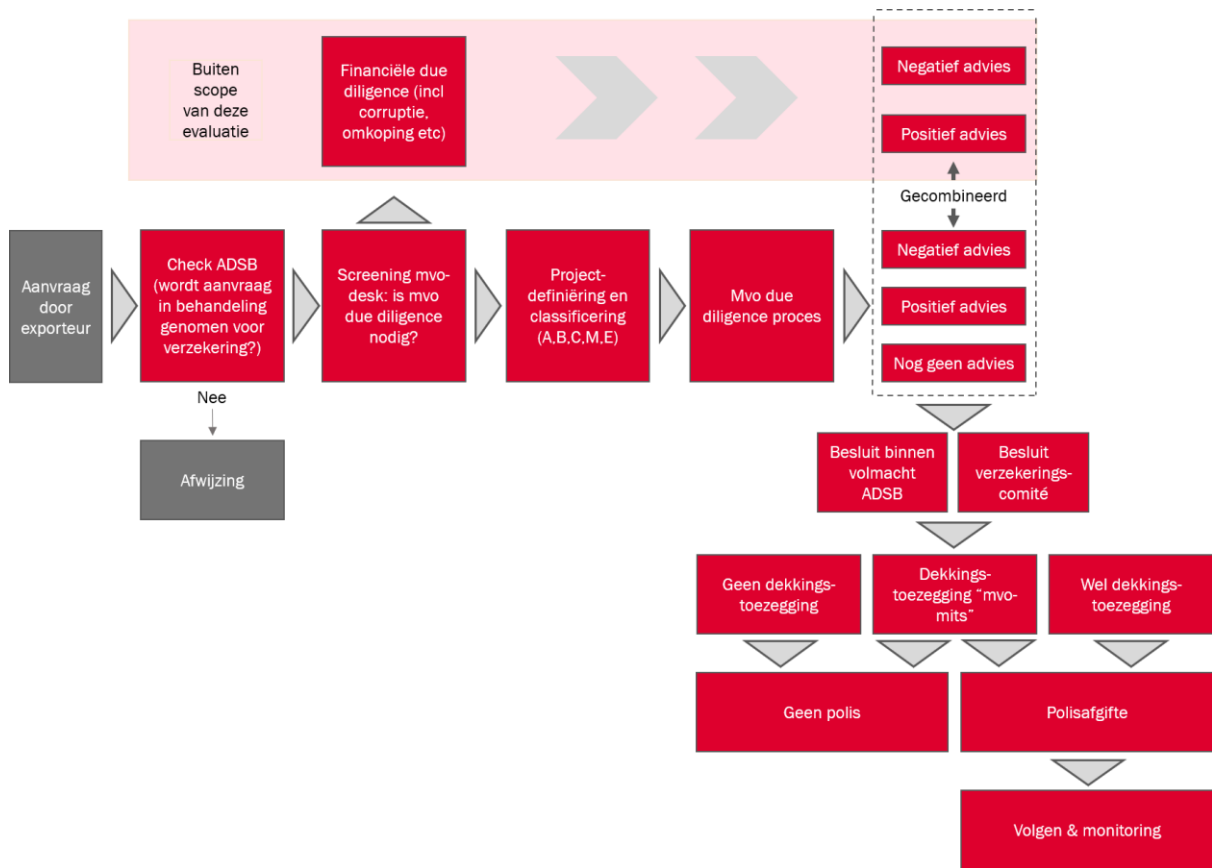 Buiten
scope
van deze
evaluatie
Financiële due
diligence (incl
corruptie,
omkoping etc)
Negatief advies
Positief advies
Gecombineerd
Aanvraag
door
exporteur
Check ADSB
(wordt aanvraag
in behandeling
genomen voor
verzekering?)
Screening mvo-
desk: is mvo
due diligence
nodig?
Project-
definiëring en
classificering
(A,B,C,M,E)
Mvo due
diligence proces
Negatief advies
Positief advies
Nog geen advies
Nee
Afwijzing
Besluit binnen
volmacht
ADSB
Besluit
verzekerings-
comité
Geen dekkings-
toezegging
Dekkings-
toezegging "mvo-
mits"
Wel dekkings-
toezegging
Geen polis
Polisafgifte
Volgen & monitoring